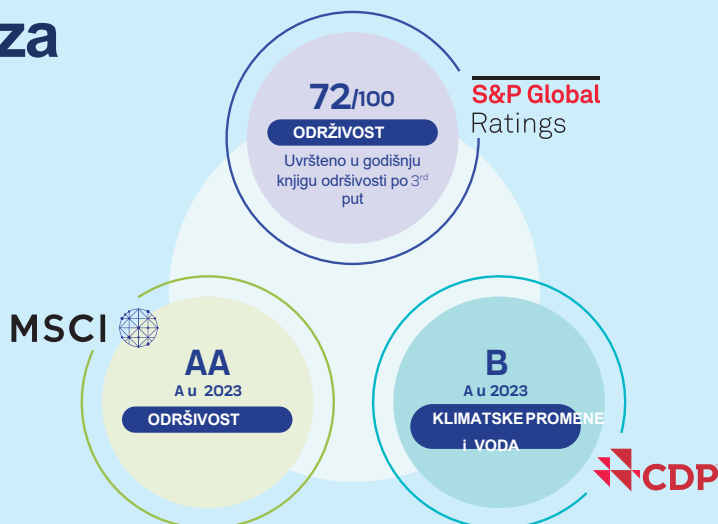 za
72/100
ODRŽIVOST
Uvršteno u godišnju
knjigu održivosti po 3rd
put
S&P Global
Ratings
MSCI
AA
A u 2023
ODRŠIVOST
B
A u 2023
KLIMATSKE PROMENE
i VODA
CDP